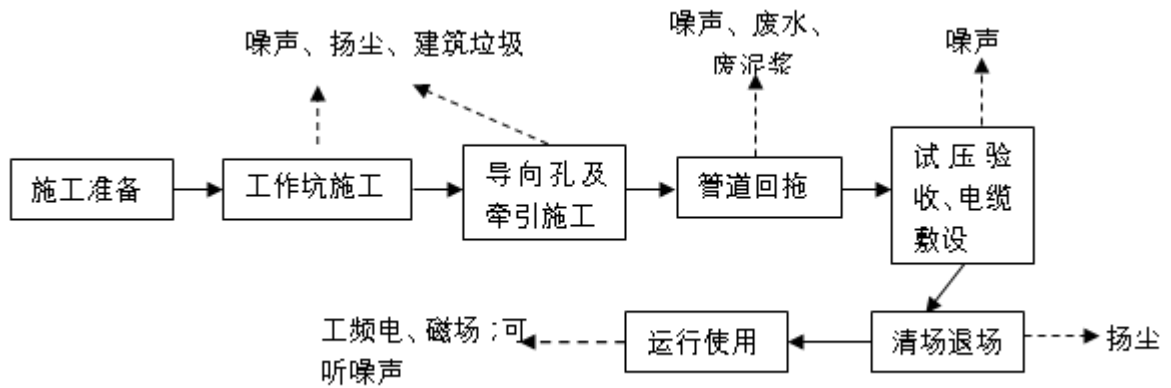 噪声、扬尘、建筑垃圾
噪声、废水、
废泥浆
噪声
施工准备
工作坑施工
导向孔及
牵引施工
管道回拖
试压验
收、电缆
敷设
工频电、磁场;可
听噪声
运行使用
清场退场
扬尘